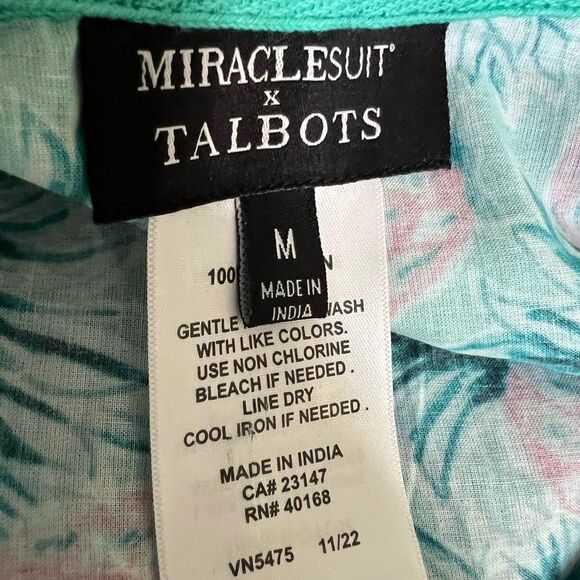 MIRACLESUIT®
X
TALBOTS
M
MADE IN
INDIA
100
GENTLE WASH
WITH LIKE COLORS.
USE NON CHLORINE
BLEACH IF NEEDED .
LINE DRY
COOL IRON IF NEEDED .
MADE IN INDIA
CA# 23147
RN# 40168
VN5475 11/22